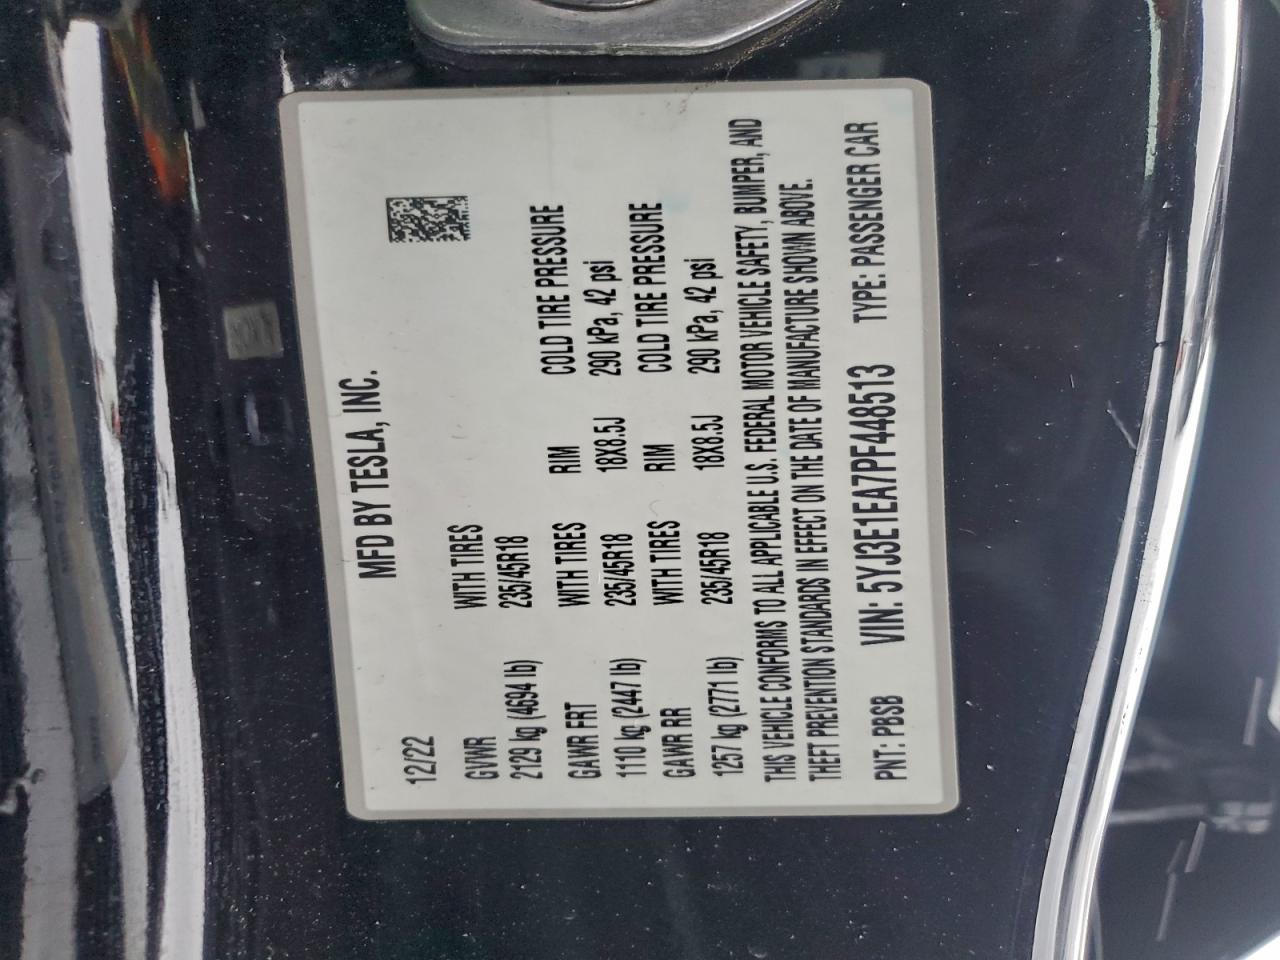 MFD BY TESLA, INC.
12/22
GVWR WITH TIRES
2129 kg (4694 lb) 235/45R18
GAWR FRT WITH TIRES RIM COLD TIRE PRESSURE
1110 kg (2447 lb) 235/45R18 18X8.5J 290 kPa, 42 psi
GAWR RR WITH TIRES RIM COLD TIRE PRESSURE
1257 kg (2771 lb) 235/45R18 18X8.5J 290 kPa, 42 psi
THIS VEHICLE CONFORMS TO ALL APPLICABLE U.S. FEDERAL MOTOR VEHICLE SAFETY, BUMPER, AND
THEFT PREVENTION STANDARDS IN EFFECT ON THE DATE OF MANUFACTURE SHOWN ABOVE.
PNT: PBSB VIN: 5YJ3E1EA7PF448513 TYPE: PASSENGER CAR